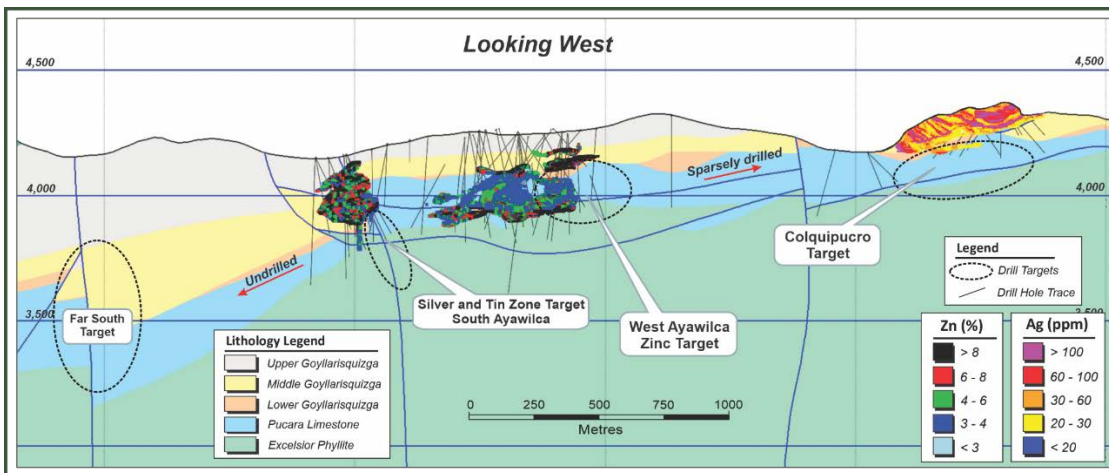 Looking West
4,500
4,500
4,000
4,000
3,500
Sparsely drilled
Undrilled
Far South
Target
Silver and Tin Zone Target
South Ayawilca
West Ayawilca
Zinc Target
Colquipucro
Target
Legend
Drill Targets
Drill Hole Trace
Lithology Legend
Upper Goyllarisquizga
Middle Goyllarisquizga
Lower Goyllarisquizga
Pucara Limestone
Excelsior Phyllite
0 250 500 750 1000
Metres
Zn (%)
> 8
6 - 8
4 - 6
3 - 4
< 3
Ag (ppm)
> 100
60 - 100
30 - 60
20 - 30
< 20